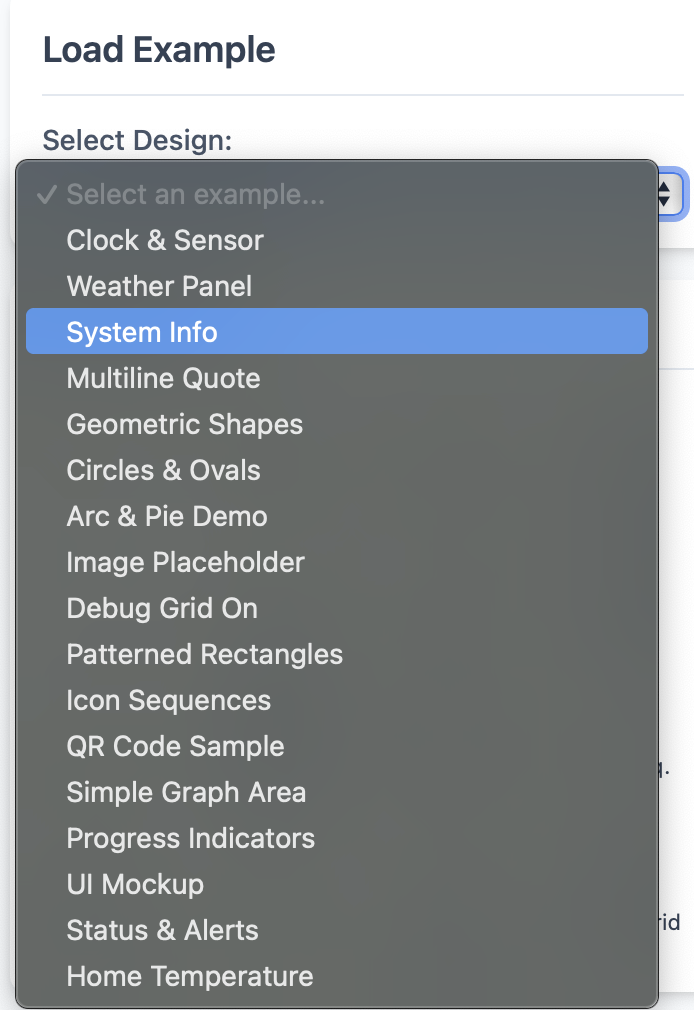 Load Example
Select Design:
✓ Select an example...
Clock & Sensor
Weather Panel
System Info
Multiline Quote
Geometric Shapes
Circles & Ovals
Arc & Pie Demo
Image Placeholder
Debug Grid On
Patterned Rectangles
Icon Sequences
QR Code Sample
Simple Graph Area
Progress Indicators
UI Mockup
Status & Alerts
Home Temperature